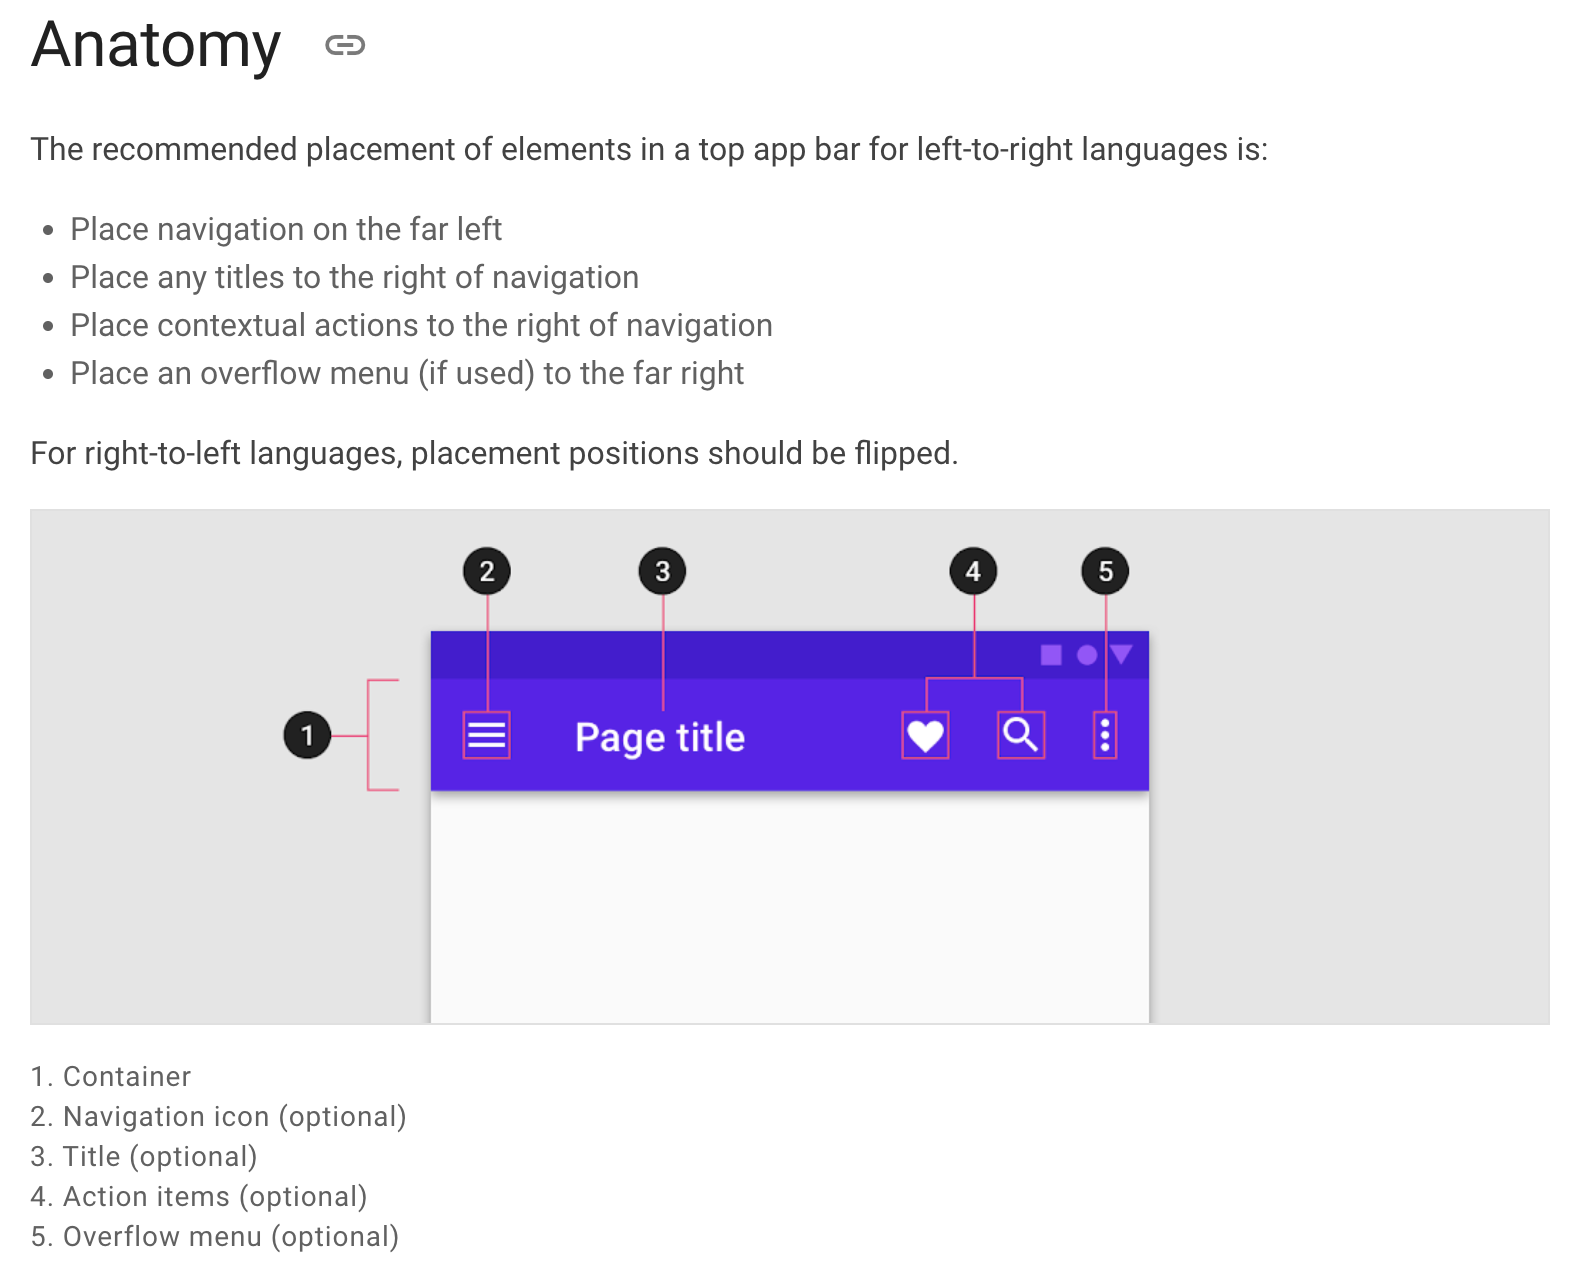 Anatomy
The recommended placement of elements in a top app bar for left-to-right languages is:
• Place navigation on the far left
• Place any titles to the right of navigation
• Place contextual actions to the right of navigation
• Place an overflow menu (if used) to the far right
For right-to-left languages, placement positions should be flipped.
2 3 4 5
1 Page title
1. Container
2. Navigation icon (optional)
3. Title (optional)
4. Action items (optional)
5. Overflow menu (optional)